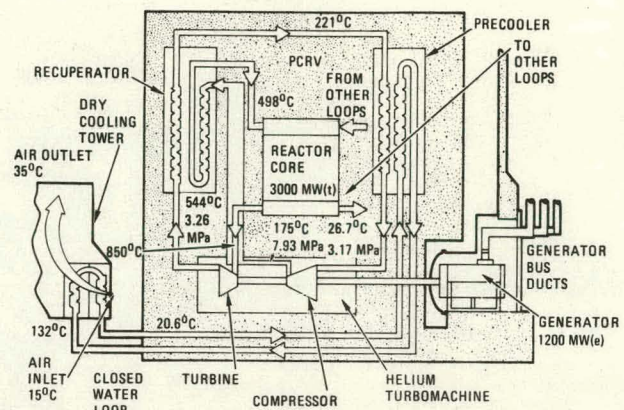 221°C
PRECOOLER
TO
OTHER
LOOPS
PCRV
RECUPERATOR
FROM
OTHER
LOOPS
498°C
DRY
COOLING
TOWER
AIR OUTLET
35°C
REACTOR
CORE
3000 MW(t)
544°C
3.26
MPa
850°C
175°C
7.93 MPa
26.7°C
3.17 MPa
GENERATOR
BUS
DUCTS
GENERATOR
1200 MW(e)
132°C
20.6°C
AIR
INLET
15°C
CLOSED
WATER
LOOP
TURBINE
COMPRESSOR
HELIUM
TURBOMACHINE